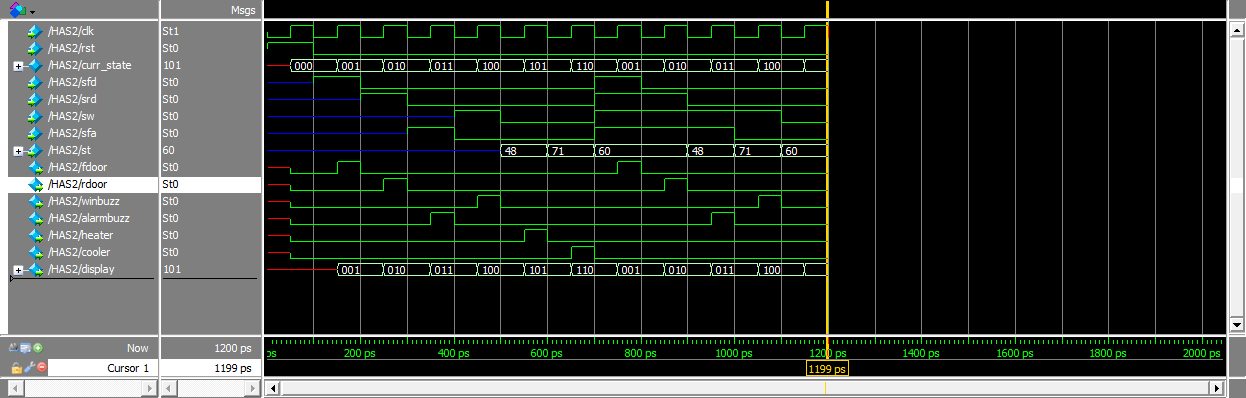 Msgs
/HAS2/clk St1
/HAS2/rst St0
/HAS2/curr_state 101 000 001 010 011 100 101 110 001 010 011 100
/HAS2/sfd St0
/HAS2/srd St0
/HAS2/sw St0
/HAS2/sfa St0
/HAS2/st 60 48 71 60 48 71 60
/HAS2/fdoor St0
/HAS2/rdoor St0
/HAS2/winbuzz St0
/HAS2/alarmbuzz St0
/HAS2/heater St0
/HAS2/cooler St0
/HAS2/display 101 001 010 011 100 101 110 001 010 011 100
Now 1200 ps ps 200 ps 400 ps 600 ps 800 ps 1000 ps 1200 ps 1400 ps 1600 ps 1800 ps 2000 ps
Cursor 1 1199 ps 1199 ps